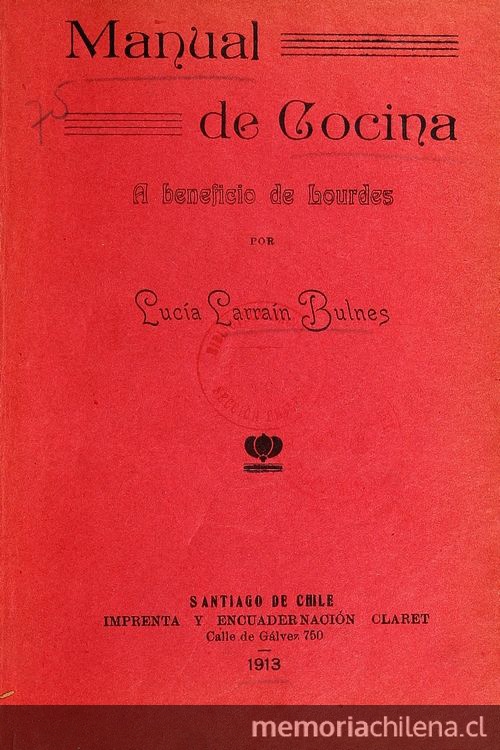 Manual
de Cocina
75
A beneficio de Lourdes
POR
Lucía Larraín Bulnes
SANTIAGO DE CHILE
IMPRENTA Y ENCUADERNACIÓN CLARET
Calle de Gálvez 750
1913
memoriachilena.cl